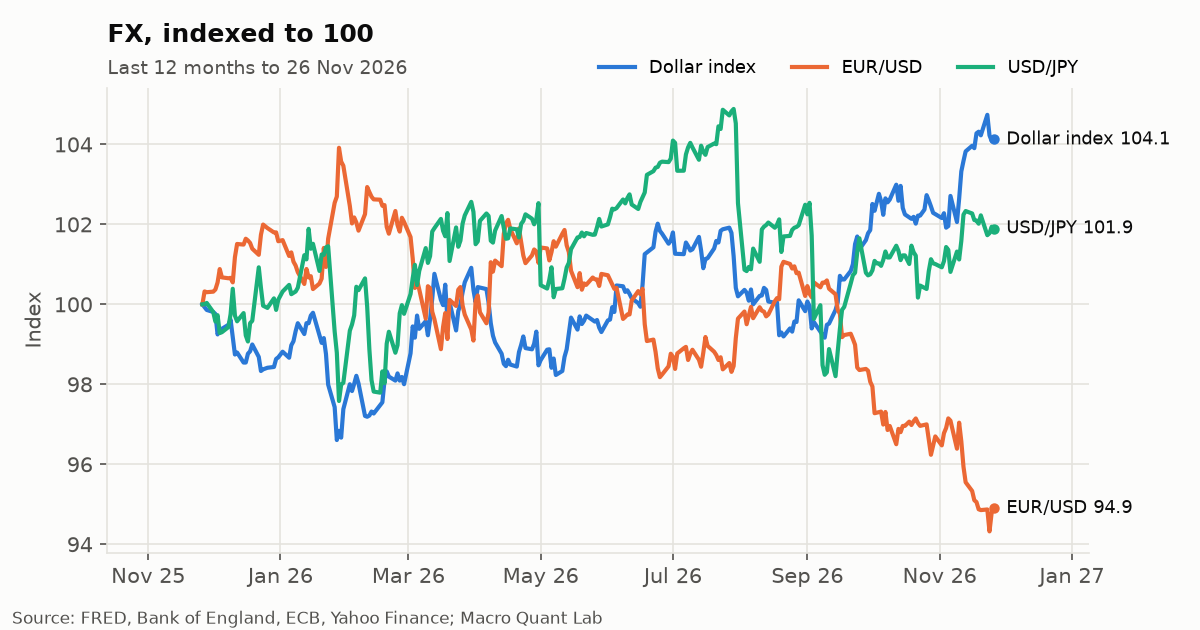 FX, indexed to 100
Last 12 months to 26 Nov 2026
Dollar index EUR/USD USD/JPY
Index
104
102
100
98
96
94
Dollar index 104.1
USD/JPY 101.9
EUR/USD 94.9
Nov 25 Jan 26 Mar 26 May 26 Jul 26 Sep 26 Nov 26 Jan 27
Source: FRED, Bank of England, ECB, Yahoo Finance; Macro Quant Lab